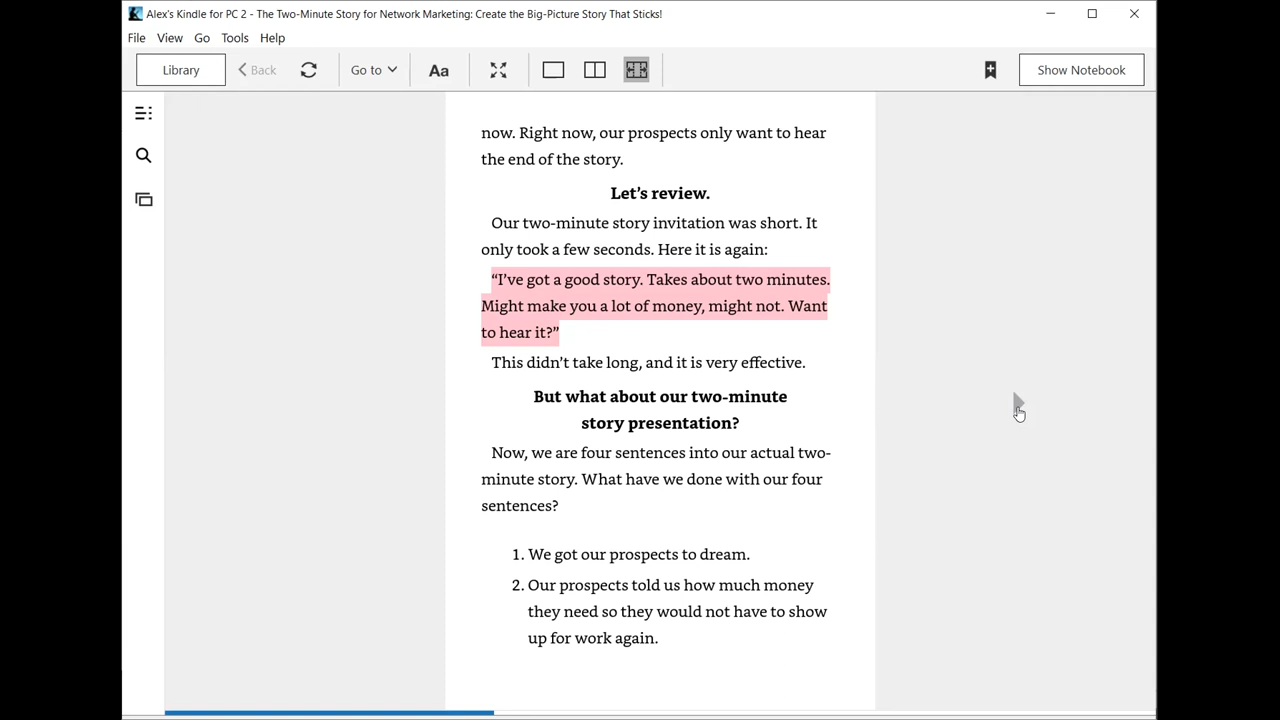 Alex's Kindle for PC 2 - The Two-Minute Story for Network Marketing: Create the Big-Picture Story That Sticks!
File View Go Tools Help
Library Back Go to Aa Show Notebook
now. Right now, our prospects only want to hear
the end of the story.
Let’s review.
Our two-minute story invitation was short. It
only took a few seconds. Here it is again:
“I’ve got a good story. Takes about two minutes.
Might make you a lot of money, might not. Want
to hear it?”
This didn’t take long, and it is very effective.
But what about our two-minute
story presentation?
Now, we are four sentences into our actual two-
minute story. What have we done with our four
sentences?
1. We got our prospects to dream.
2. Our prospects told us how much money
they need so they would not have to show
up for work again.